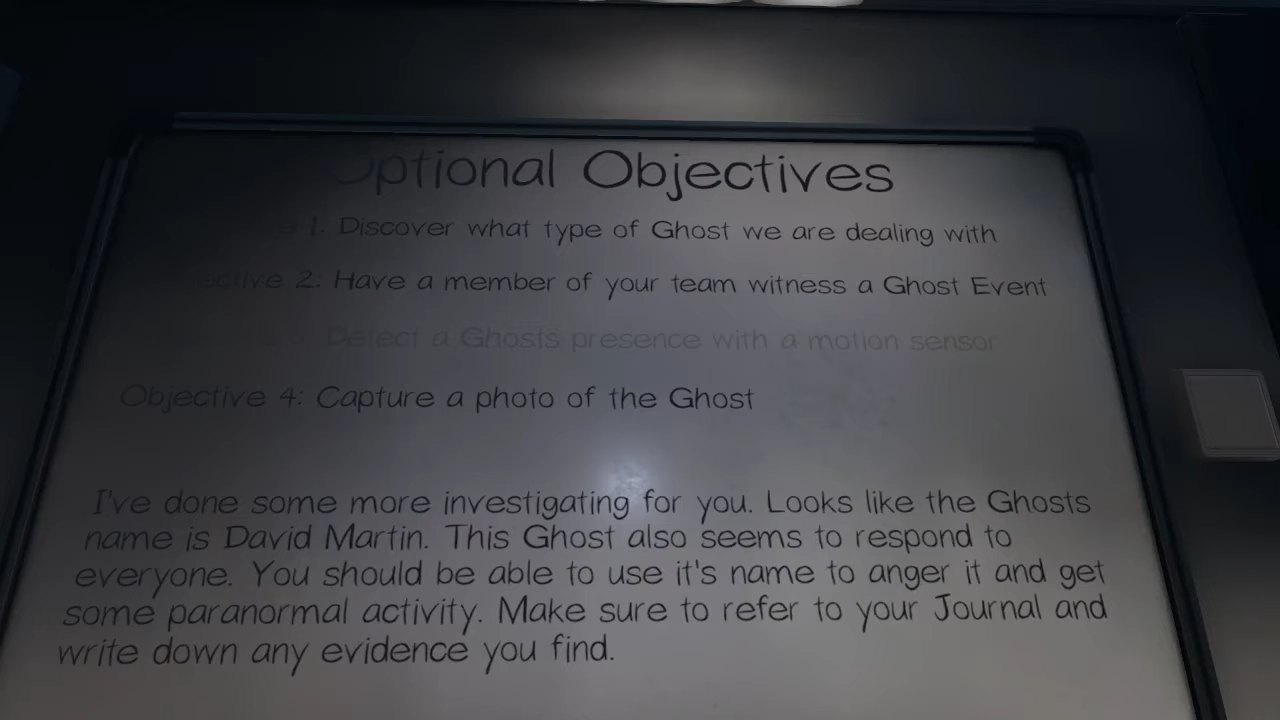 Optional Objectives
1. Discover what type of Ghost we are dealing with
Objective 2: Have a member of your team witness a Ghost Event
Detect a Ghosts presence with a motion sensor
Objective 4: Capture a photo of the Ghost
I've done some more investigating for you. Looks like the Ghosts
name is David Martin. This Ghost also seems to respond to
everyone. You should be able to use it's name to anger it and get
some paranormal activity. Make sure to refer to your Journal and
write down any evidence you find.